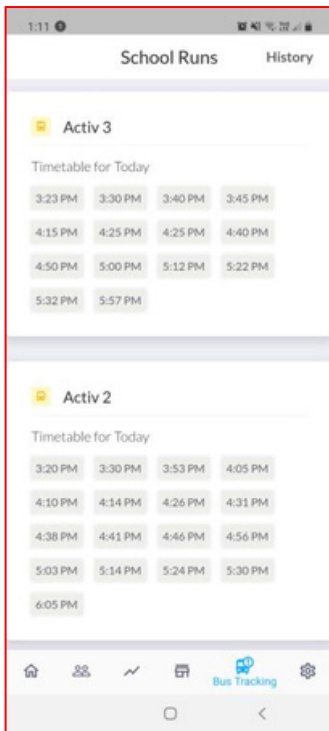 1:11
School Runs History
Activ 3
Timetable for Today
3:23 PM 3:30 PM 3:40 PM 3:45 PM
4:15 PM 4:25 PM 4:25 PM 4:40 PM
4:50 PM 5:00 PM 5:12 PM 5:22 PM
5:32 PM 5:57 PM
Activ 2
Timetable for Today
3:20 PM 3:30 PM 3:53 PM 4:05 PM
4:10 PM 4:14 PM 4:26 PM 4:31 PM
4:38 PM 4:41 PM 4:46 PM 4:56 PM
5:03 PM 5:14 PM 5:24 PM 5:30 PM
6:05 PM
Bus Tracking